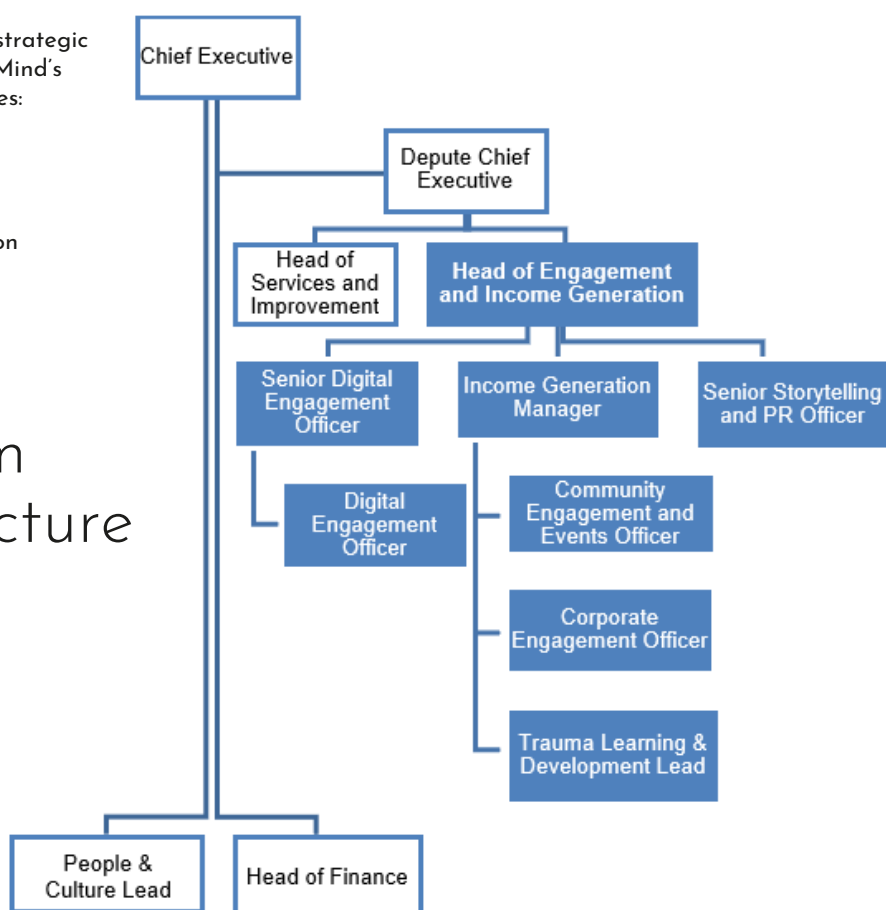 strategic
Mind's
es:
on
m
cture
Chief Executive
Depute Chief
Executive
Head of
Services and
Improvement
Head of Engagement
and Income Generation
Senior Digital
Engagement
Officer
Income Generation
Manager
Senior Storytelling
and PR Officer
Digital
Engagement
Officer
Community
Engagement and
Events Officer
Corporate
Engagement Officer
Trauma Learning &
Development Lead
People &
Culture Lead
Head of Finance